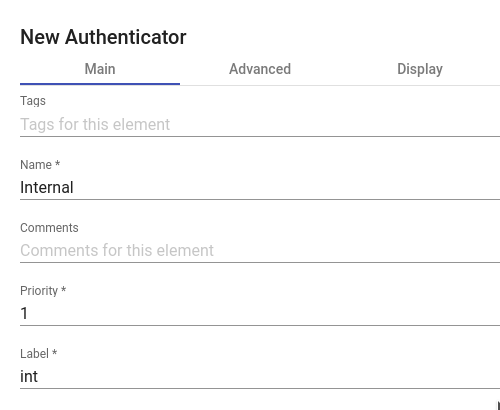 New Authenticator
Main Advanced Display
Tags
Tags for this element
Name *
Internal
Comments
Comments for this element
Priority *
1
Label *
int